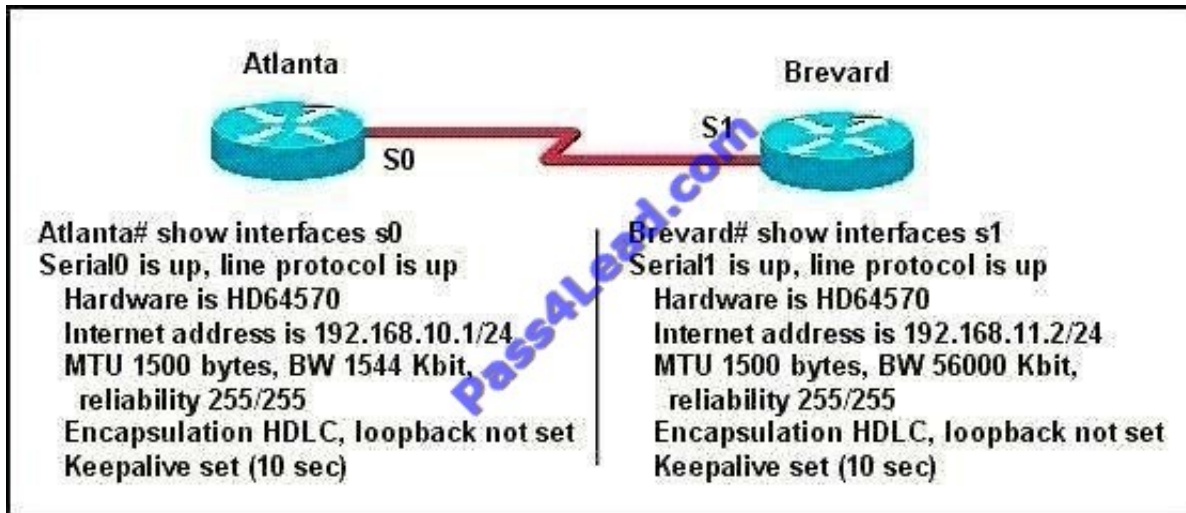 Atlanta
Brevard
S0
S1
Atlanta# show interfaces s0
Serial0 is up, line protocol is up
Hardware is HD64570
Internet address is 192.168.10.1/24
MTU 1500 bytes, BW 1544 Kbit,
reliability 255/255
Encapsulation HDLC, loopback not set
Keepalive set (10 sec)
Brevard# show interfaces s1
Serial1 is up, line protocol is up
Hardware is HD64570
Internet address is 192.168.11.2/24
MTU 1500 bytes, BW 56000 Kbit,
reliability 255/255
Encapsulation HDLC, loopback not set
Keepalive set (10 sec)
Pass4Lead.com